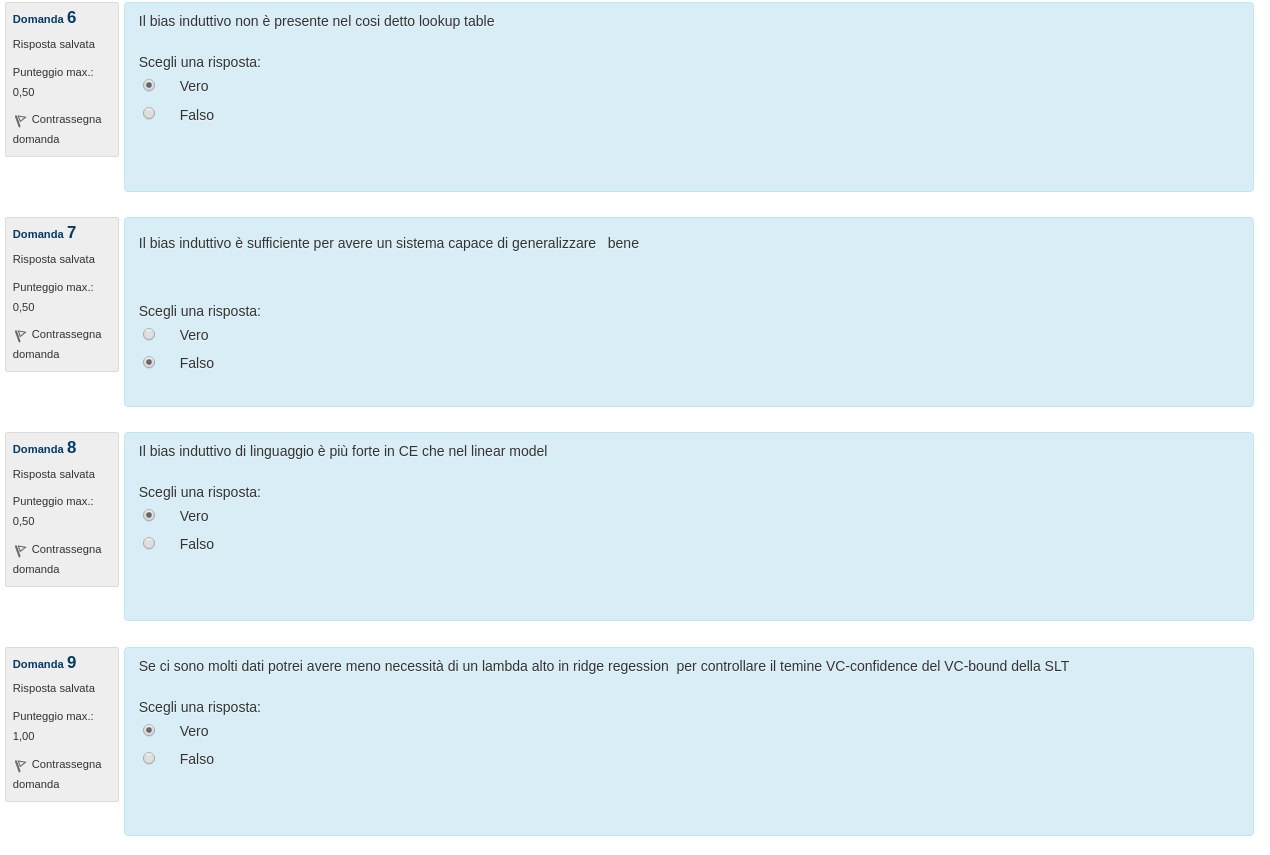 Domanda 6
Risposta salvata
Punteggio max.:
0,50
Contrassegna
domanda
Il bias induttivo non è presente nel cosi detto lookup table
Scegli una risposta:
Vero
Falso
Domanda 7
Risposta salvata
Punteggio max.:
0,50
Contrassegna
domanda
Il bias induttivo è sufficiente per avere un sistema capace di generalizzare   bene
Scegli una risposta:
Vero
Falso
Domanda 8
Risposta salvata
Punteggio max.:
0,50
Contrassegna
domanda
Il bias induttivo di linguaggio è più forte in CE che nel linear model
Scegli una risposta:
Vero
Falso
Domanda 9
Risposta salvata
Punteggio max.:
1,00
Contrassegna
domanda
Se ci sono molti dati potrei avere meno necessità di un lambda alto in ridge regression  per controllare il temine VC-confidence del VC-bound della SLT
Scegli una risposta:
Vero
Falso